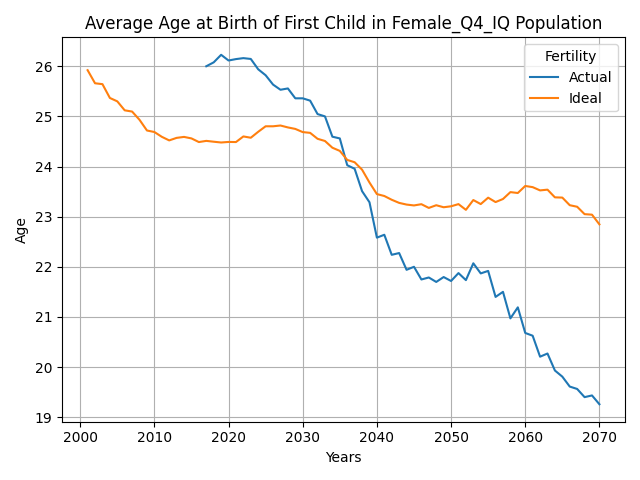 Average Age at Birth of First Child in Female_Q4_IQ Population
Fertility
Actual
Ideal
26
25
24
23
22
21
20
19
Age
2000 2010 2020 2030 2040 2050 2060 2070
Years